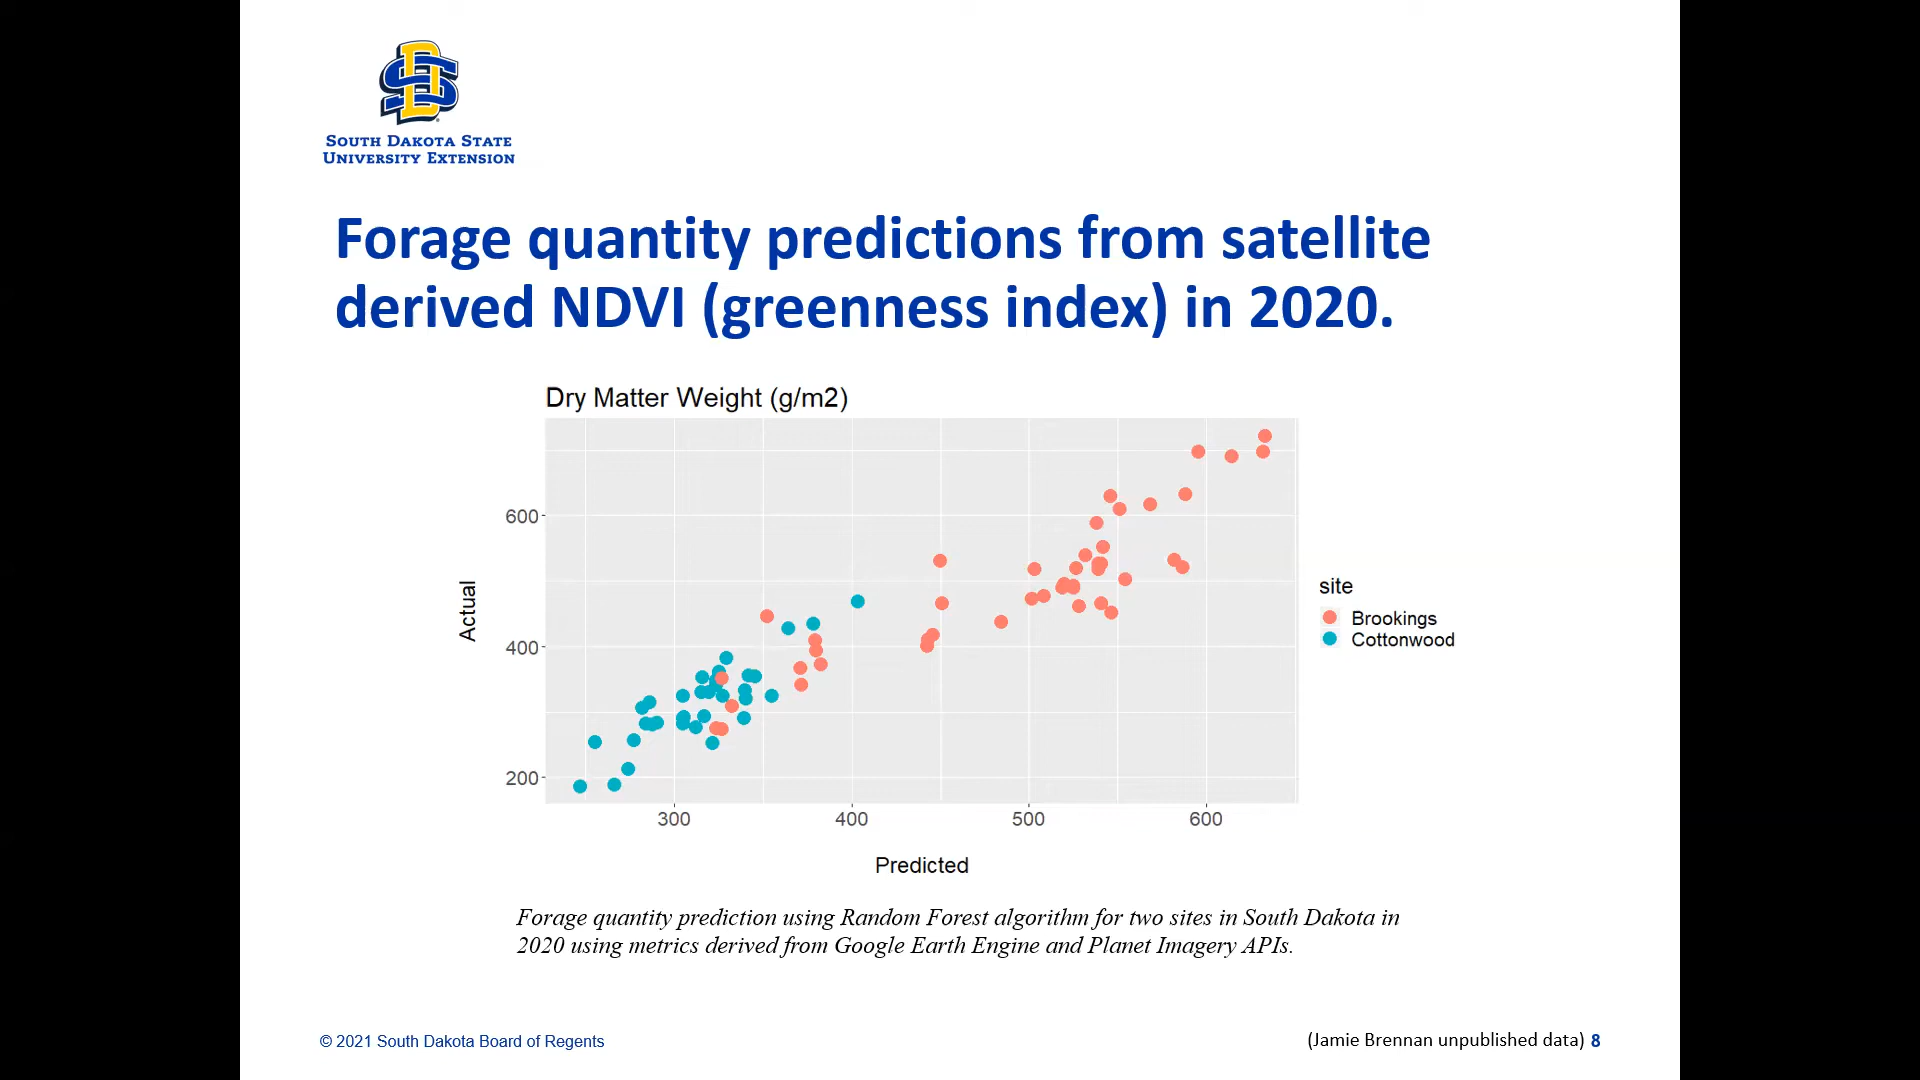 SOUTH DAKOTA STATE
UNIVERSITY EXTENSION
Forage quantity predictions from satellite
derived NDVI (greenness index) in 2020.
Dry Matter Weight (g/m2)
Actual
600
400
200
300 400 500 600
Predicted
site
Brookings
Cottonwood
Forage quantity prediction using Random Forest algorithm for two sites in South Dakota in
2020 using metrics derived from Google Earth Engine and Planet Imagery APIs.
© 2021 South Dakota Board of Regents
(Jamie Brennan unpublished data) 8